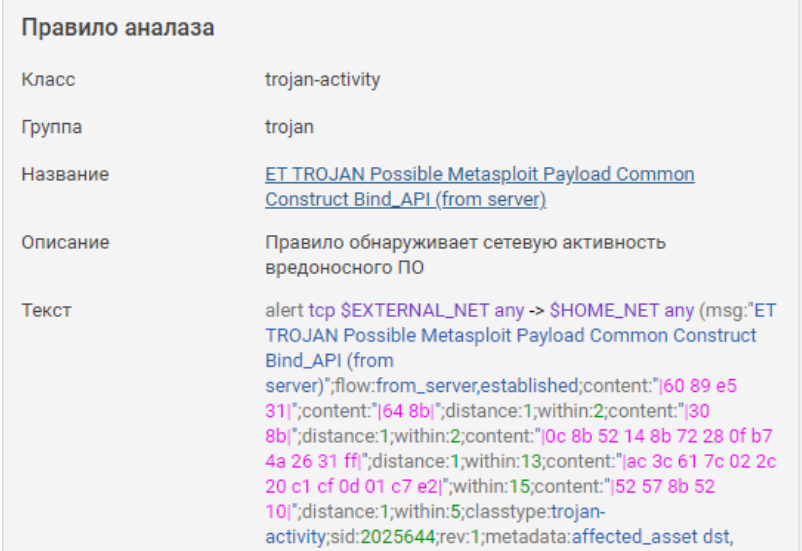 Правило аналаза
Класс trojan-activity
Группа trojan
Название ET TROJAN Possible Metasploit Payload Common
Construct Bind_API (from server)
Описание Правило обнаруживает сетевую активность
вредоносного ПО
Текст alert tcp $EXTERNAL_NET any -> $HOME_NET any (msg:"ET
TROJAN Possible Metasploit Payload Common Construct
Bind_API (from
server)";flow:from_server,established;content:"|60 89 e5
31|";content:"|64 8b|";distance:1;within:2;content:"|30
8b|";distance:1;within:2;content:"|0c 8b 52 14 8b 72 28 0f b7
4a 26 31 ff|";distance:1;within:13;content:"|ac 3c 61 7c 02 2c
20 c1 cf 0d 01 c7 e2|";within:15;content:"|52 57 8b 52
10|";distance:1;within:5;classtype:trojan-
activity;sid:2025644;rev:1;metadata:affected_asset dst,